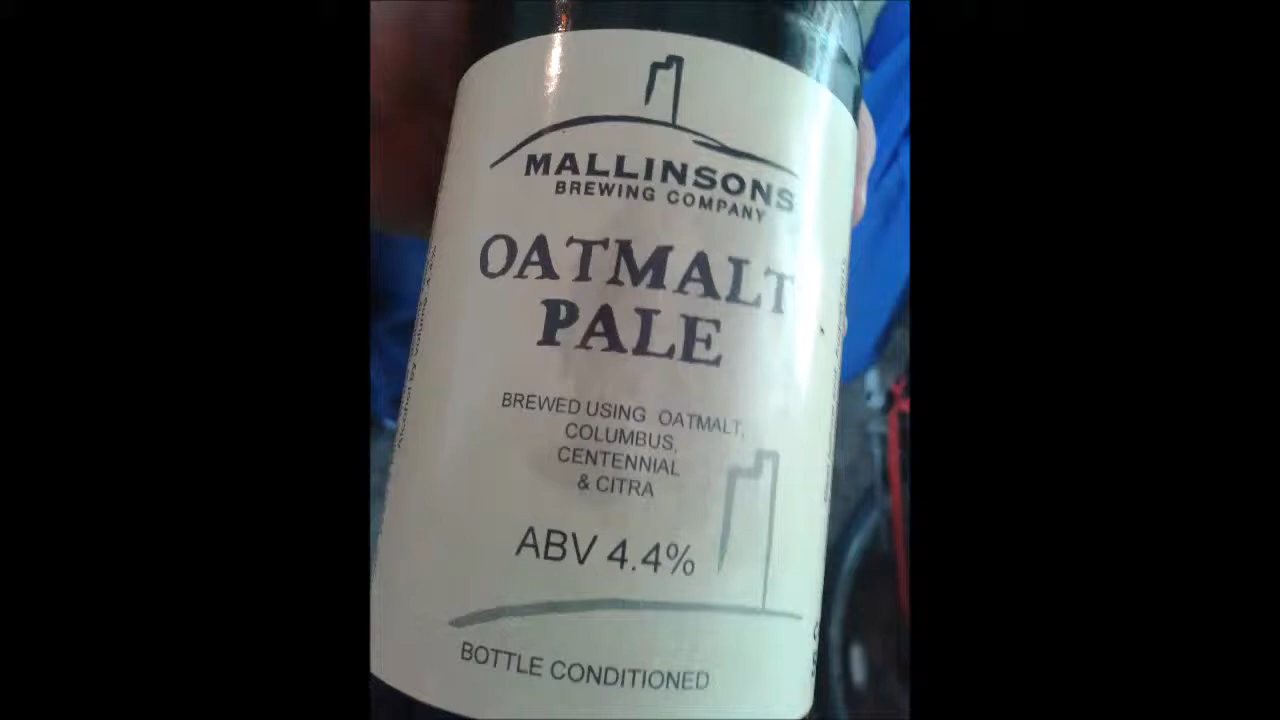 MALLINSONS
BREWING COMPANY
OATMALT
PALE
BREWED USING OATMALT,
COLUMBUS,
CENTENNIAL
& CITRA
ABV 4.4%
BOTTLE CONDITIONED